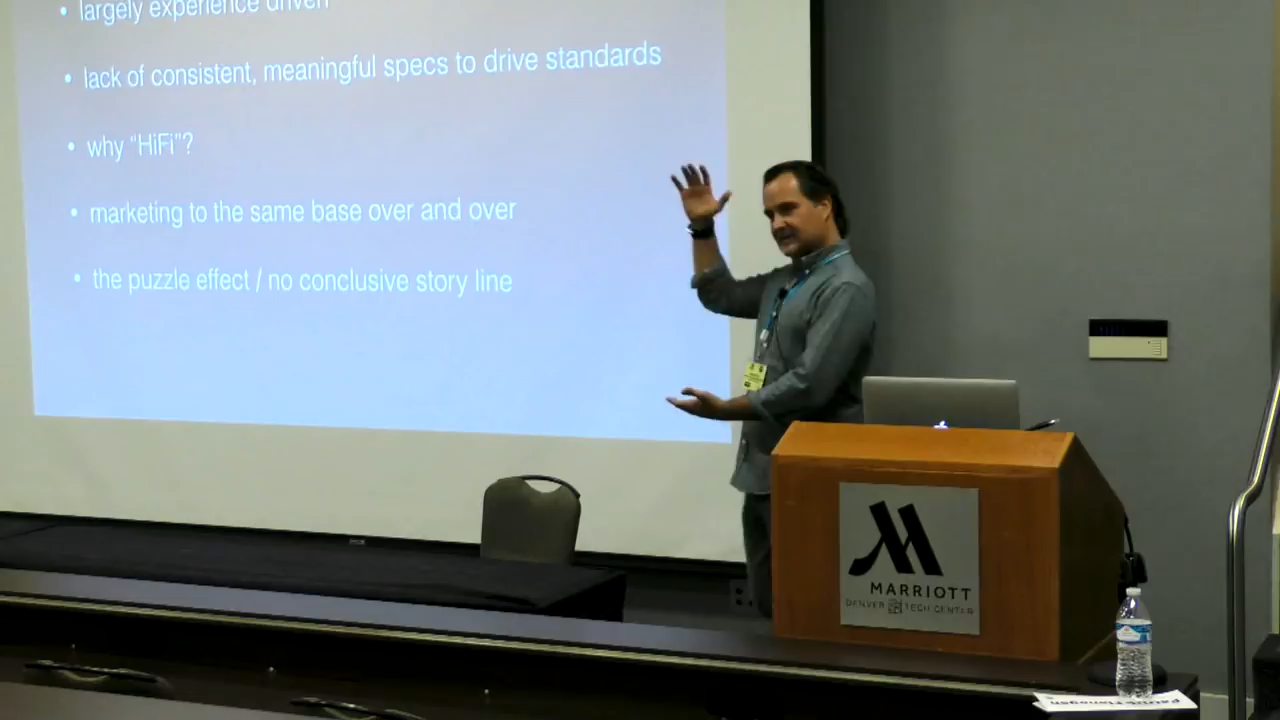 • largely experience driven
• lack of consistent, meaningful specs to drive standards
• why “HiFi”?
• marketing to the same base over and over
• the puzzle effect / no conclusive story line
MARRIOTT
DENVER TECH CENTER